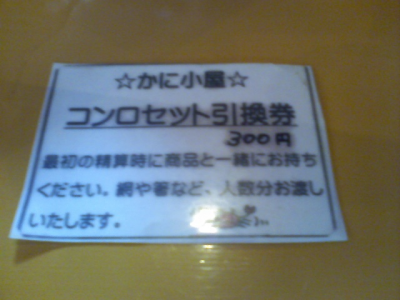 ☆かに小屋☆
コンロセット引換券
300円
最初の精算時に商品と一緒にお持ち
ください。網や箸など、人数分お渡し
いたします。